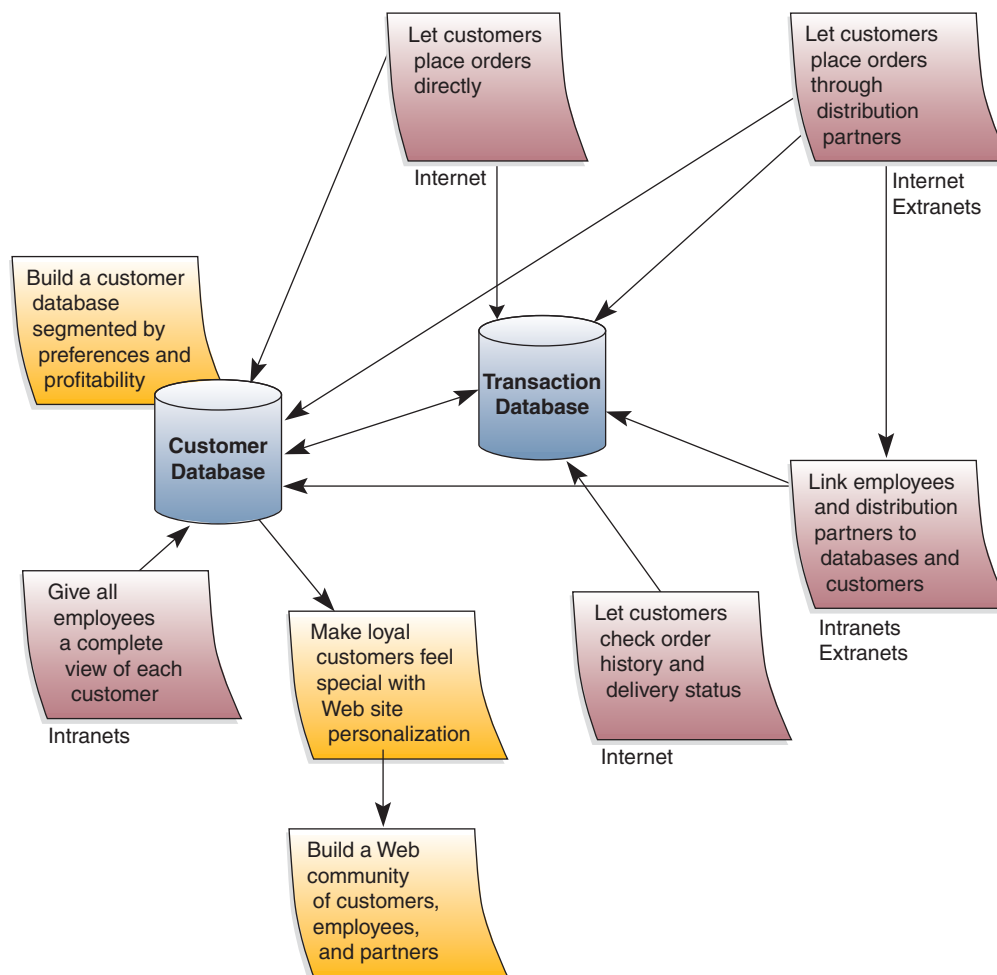 Let customers
place orders
directly
Internet
Let customers
place orders
through
distribution
partners
Internet
Extranets
Build a customer
database
segmented by
preferences and
profitability
Customer
Database
Transaction
Database
Link employees
and distribution
partners to
databases and
customers
Intranets
Extranets
Give all
employees
a complete
view of each
customer
Intranets
Make loyal
customers feel
special with
Web site
personalization
Let customers
check order
history and
delivery status
Internet
Build a Web
community
of customers,
employees,
and partners